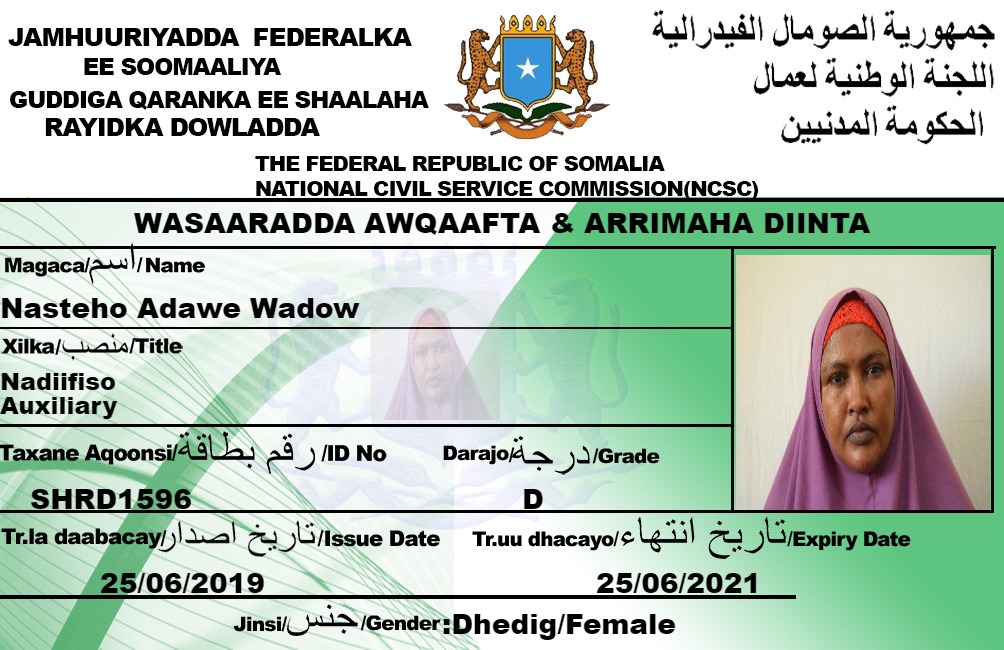 JAMHUURIYADDA FEDERALKA
EE SOOMAALIYA
GUDDIGA QARANKA EE SHAALAHA
RAYIDKA DOWLADDA
جمهورية الصومال الفيدرالية
اللجنة الوطنية لعمال
الحكومة المدنيين
THE FEDERAL REPUBLIC OF SOMALIA
NATIONAL CIVIL SERVICE COMMISSION(NCSC)
WASAARADDA AWQAAFTA & ARRIMAHA DIINTA
Magaca/اسم/Name
Nasteho Adawe Wadow
Xilka/منصب/Title
Nadiifiso
Auxiliary
Taxane Aqoonsi/رقم بطاقة/ID No
SHRD1596
Darajo/درجة/Grade
D
Tr.la daabacay/تاريخ اصدار/Issue Date
25/06/2019
Tr.uu dhacayo/تاريخ انتهاء/Expiry Date
25/06/2021
Jinsi/جنس/Gender:Dhedig/Female